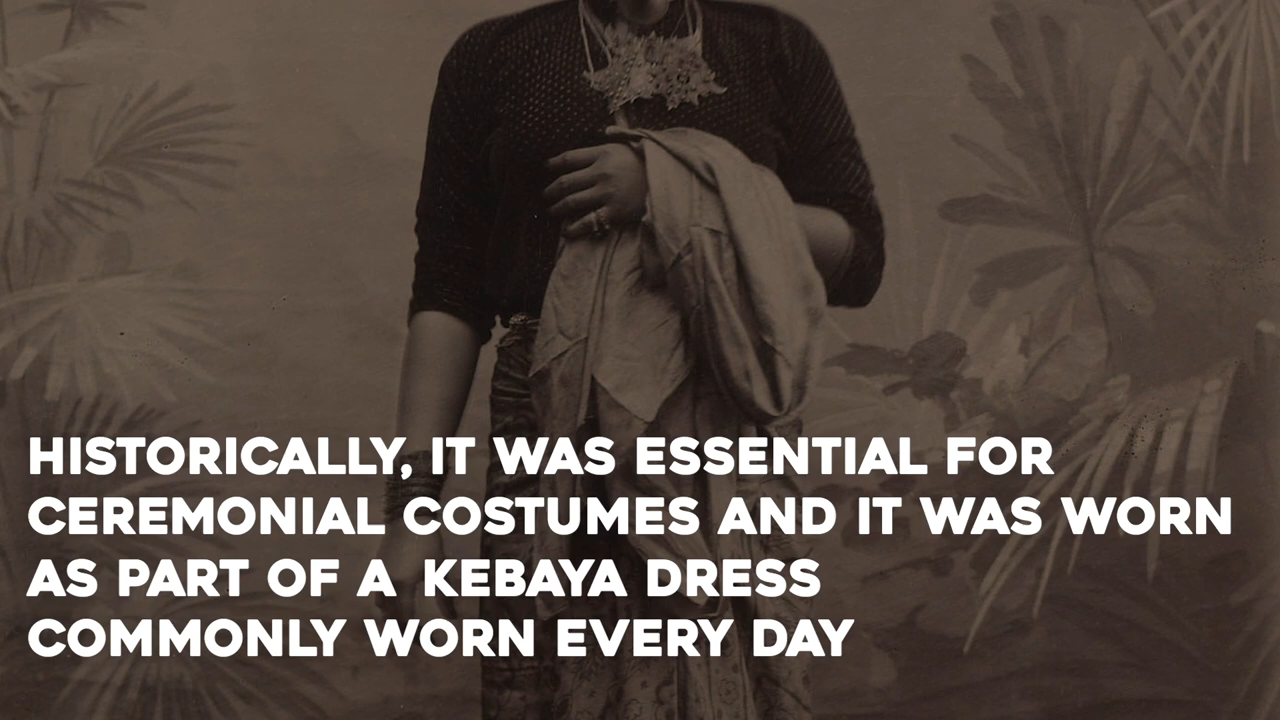 HISTORICALLY, IT WAS ESSENTIAL FOR
CEREMONIAL COSTUMES AND IT WAS WORN
AS PART OF A KEBAYA DRESS
COMMONLY WORN EVERY DAY